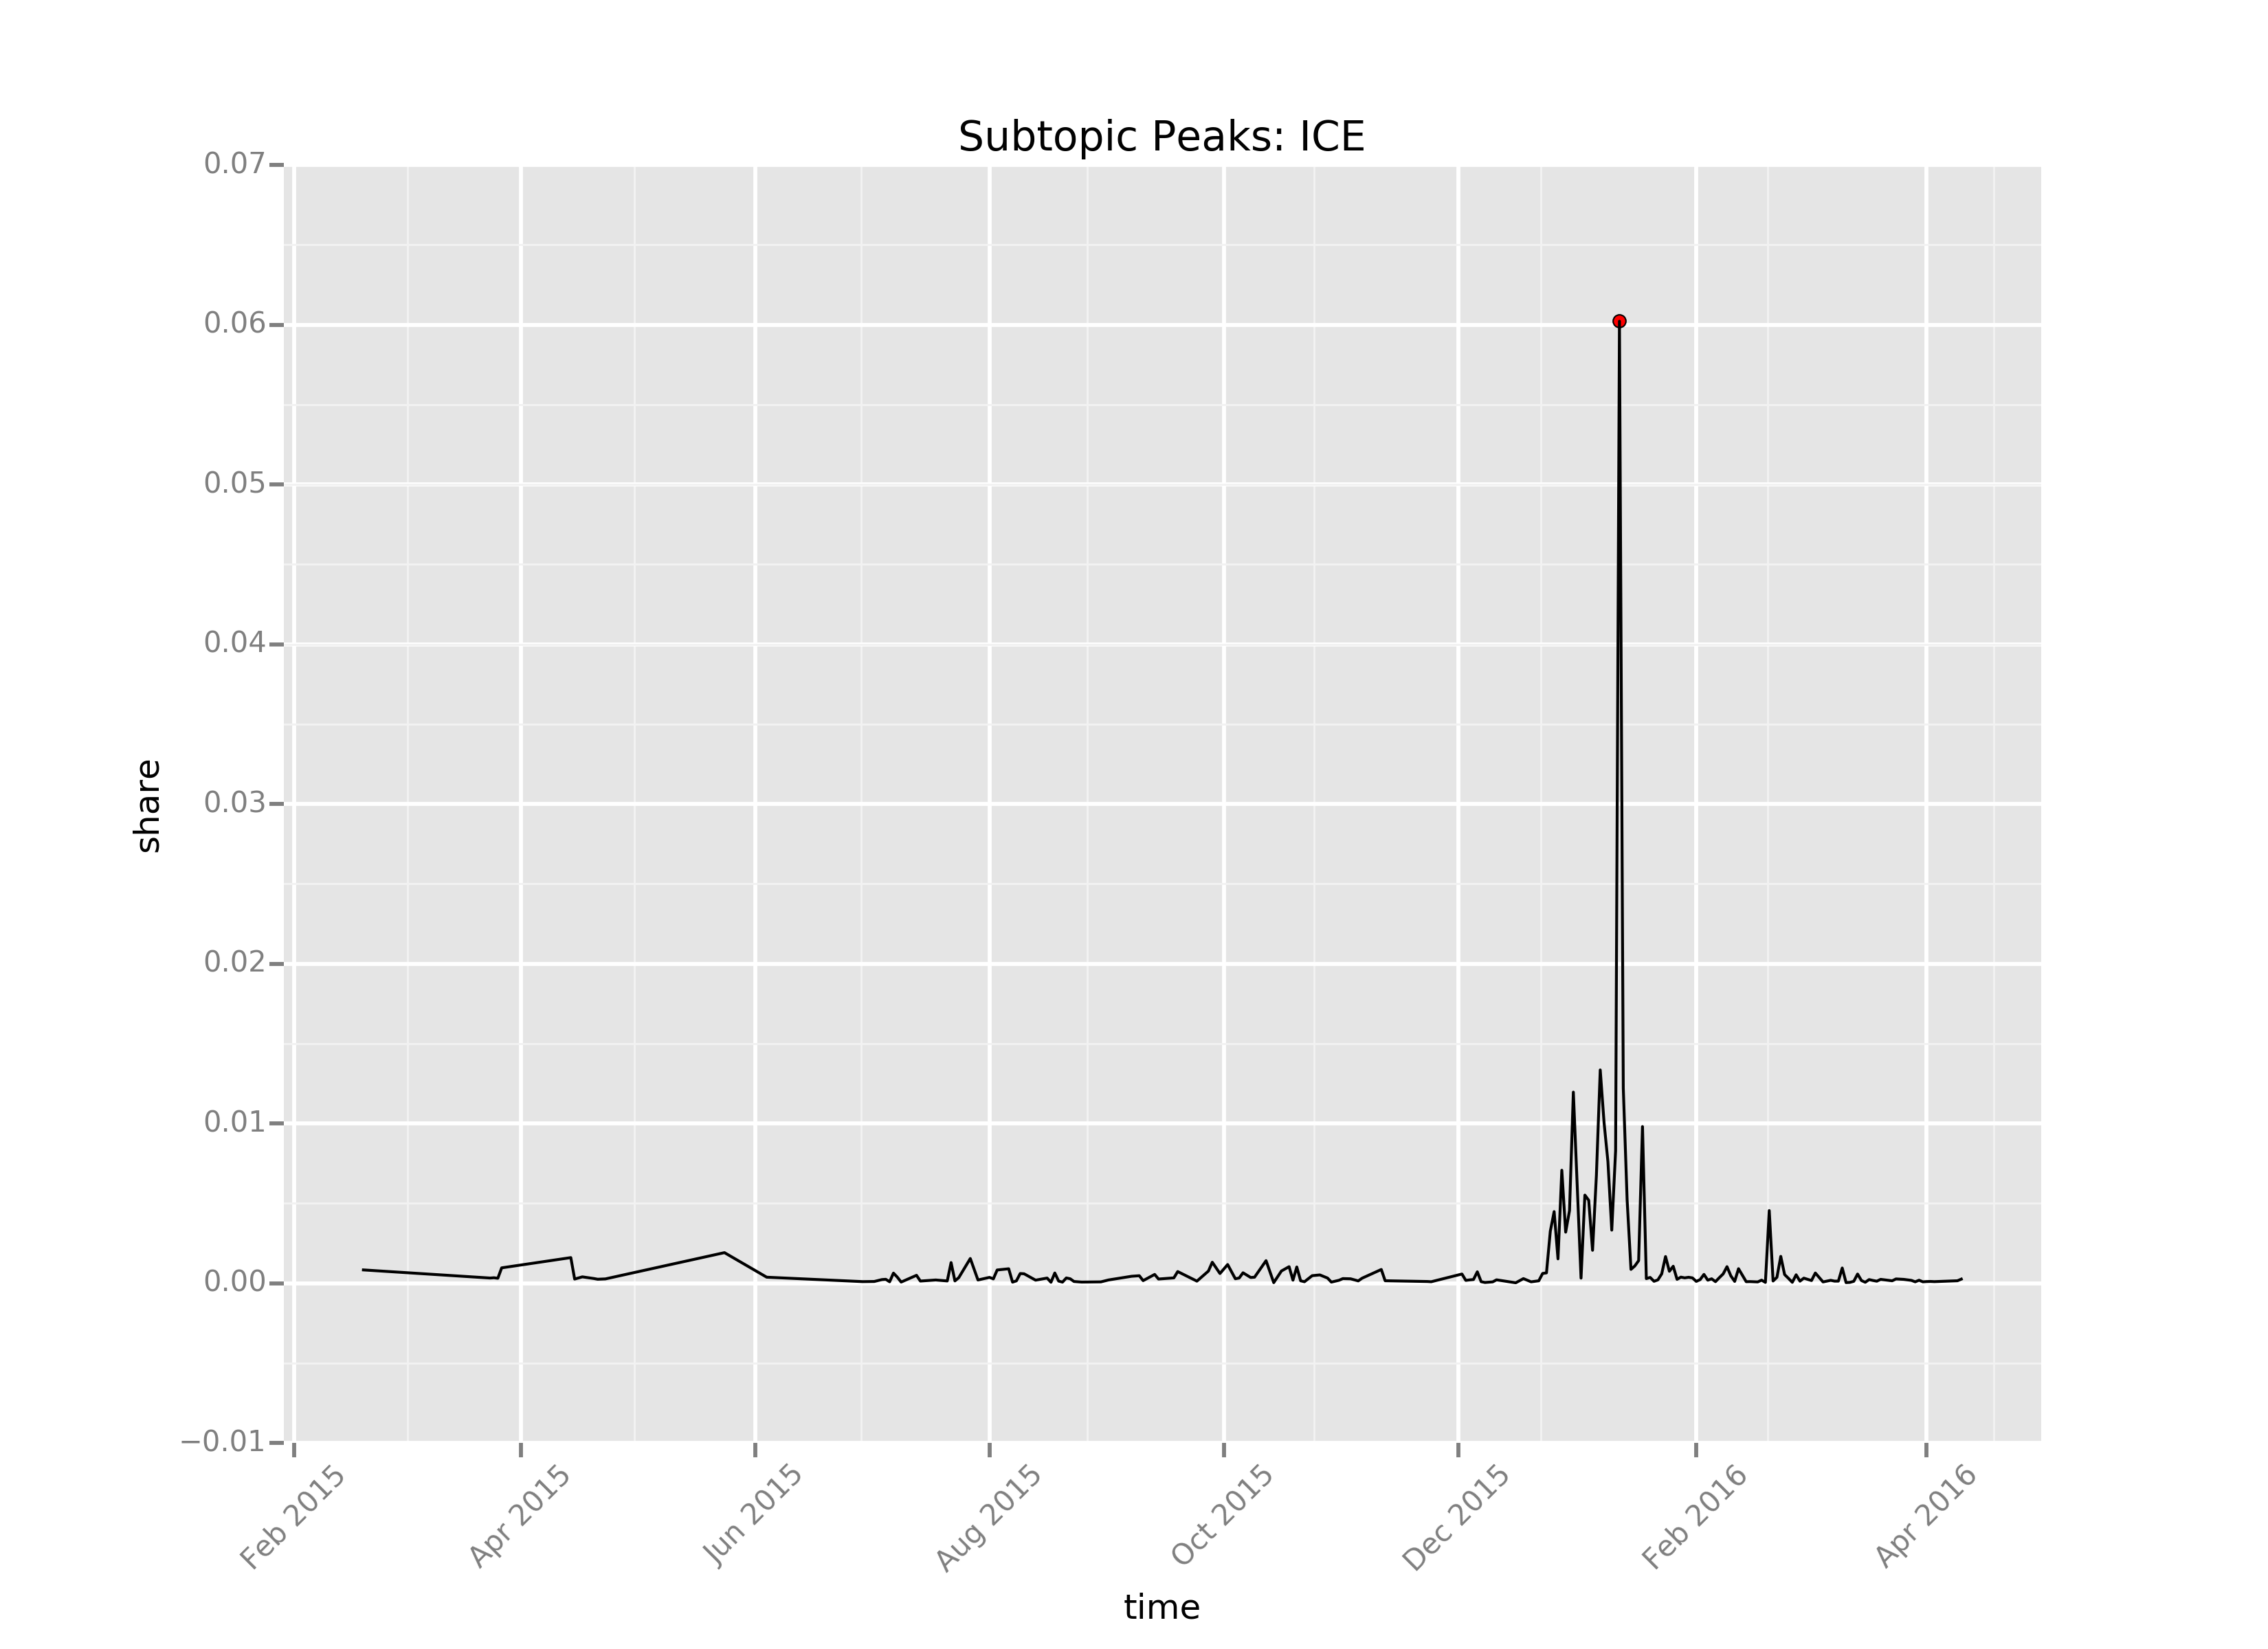 Subtopic Peaks: ICE
0.07
0.06
0.05
0.04
0.03
0.02
0.01
0.00
−0.01
share
Feb 2015
Apr 2015
Jun 2015
Aug 2015
Oct 2015
Dec 2015
Feb 2016
Apr 2016
time